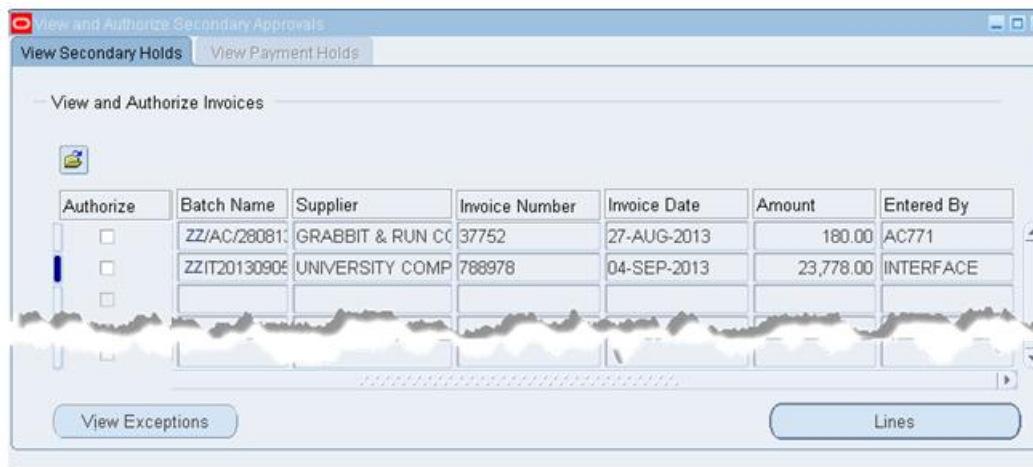 View and Authorize Secondary Approvals
View Secondary Holds View Payment Holds
View and Authorize Invoices
Authorize Batch Name Supplier Invoice Number Invoice Date Amount Entered By
ZZ/AC/28081 GRABBIT & RUN CO 37752 27-AUG-2013 180.00 AC771
ZZIT20130905 UNIVERSITY COMP 788978 04-SEP-2013 23,778.00 INTERFACE
View Exceptions Lines